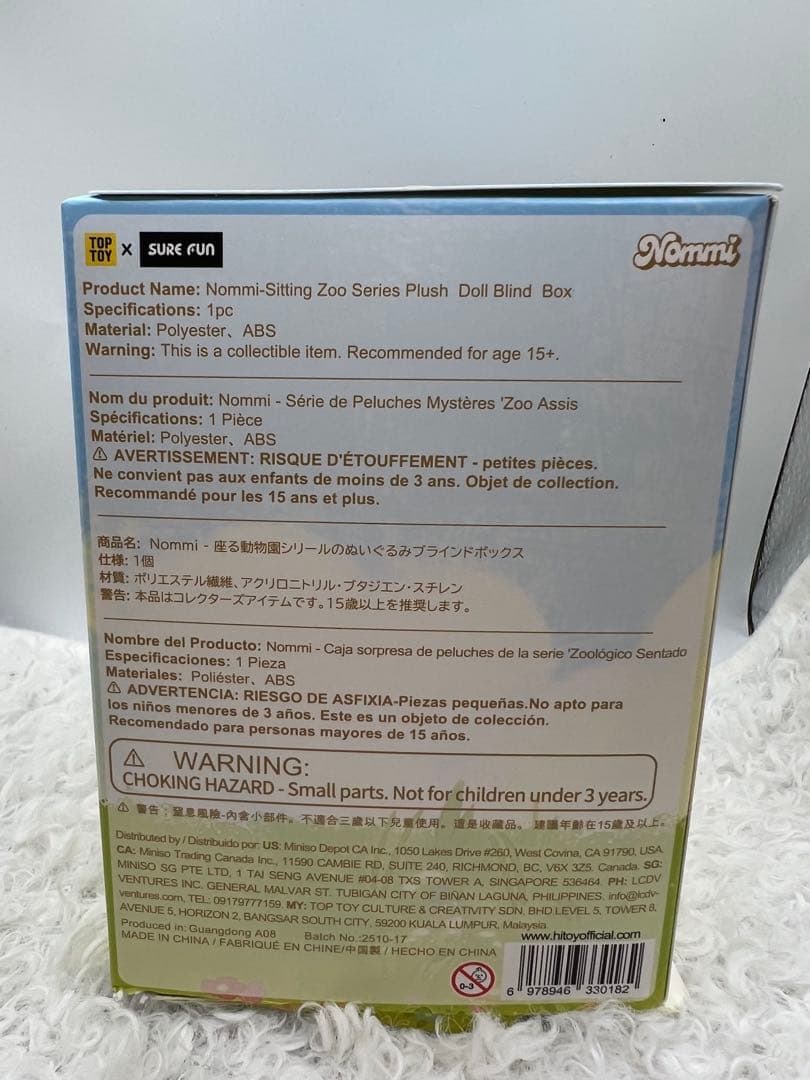 TOP TOY X SURE FUN
Nommi
Product Name: Nommi-Sitting Zoo Series Plush Doll Blind Box
Specifications: 1pc
Material: Polyester、ABS
Warning: This is a collectible item. Recommended for age 15+.
Nom du produit: Nommi - Série de Peluches Mystères 'Zoo Assis
Spécifications: 1 Pièce
Matériel: Polyester、ABS
⚠ AVERTISSEMENT: RISQUE D'ÉTOUFFEMENT - petites pièces.
Ne convient pas aux enfants de moins de 3 ans. Objet de collection.
Recommandé pour les 15 ans et plus.
商品名: Nommi - 座る動物園シリールのぬいぐるみブラインドボックス
仕様: 1個
材質: ポリエステル繊維、アクリロニトリル・ブタジエン・スチレン
警告: 本品はコレクターズアイテムです。15歳以上を推奨します。
Nombre del Producto: Nommi - Caja sorpresa de peluches de la serie 'Zoológico Sentado
Especificaciones: 1 Pieza
Materiales: Poliéster、ABS
⚠ ADVERTENCIA: RIESGO DE ASFIXIA-Piezas pequeñas.No apto para
los niños menores de 3 años. Este es un objeto de colección.
Recomendado para personas mayores de 15 años.
⚠ WARNING:
CHOKING HAZARD - Small parts. Not for children under 3 years.
⚠ 警告：窒息風險-內含小部件。不適合三歲以下兒童使用。這是收藏品。 建議年齡在15歲及以上。
Distributed by / Distribuido por: US: Miniso Depot CA Inc., 1050 Lakes Drive #260, West Covina, CA 91790, USA.
CA: Miniso Trading Canada Inc., 11590 CAMBIE RD, SUITE 240, RICHMOND, BC, V6X 3Z5. Canada. SG:
MINISO SG PTE LTD, 1 TAI SENG AVENUE #04-08 TXS TOWER A, SINGAPORE 536464. PH: LCDV
VENTURES INC. GENERAL MALVAR ST. TUBIGAN CITY OF BIÑAN LAGUNA, PHILIPPINES. info@lcdv-
ventures.com, TEL: 09179777159. MY: TOP TOY CULTURE & CREATIVITY SDN. BHD LEVEL 5, TOWER 8,
AVENUE 5, HORIZON 2, BANGSAR SOUTH CITY, 59200 KUALA LUMPUR, Malaysia.
Produced in: Guangdong A08 Batch No.:2510-17
MADE IN CHINA / FABRIQUÉ EN CHINE/中国製 / HECHO EN CHINA
www.hitoyofficial.com
0-3
6 978946 330182